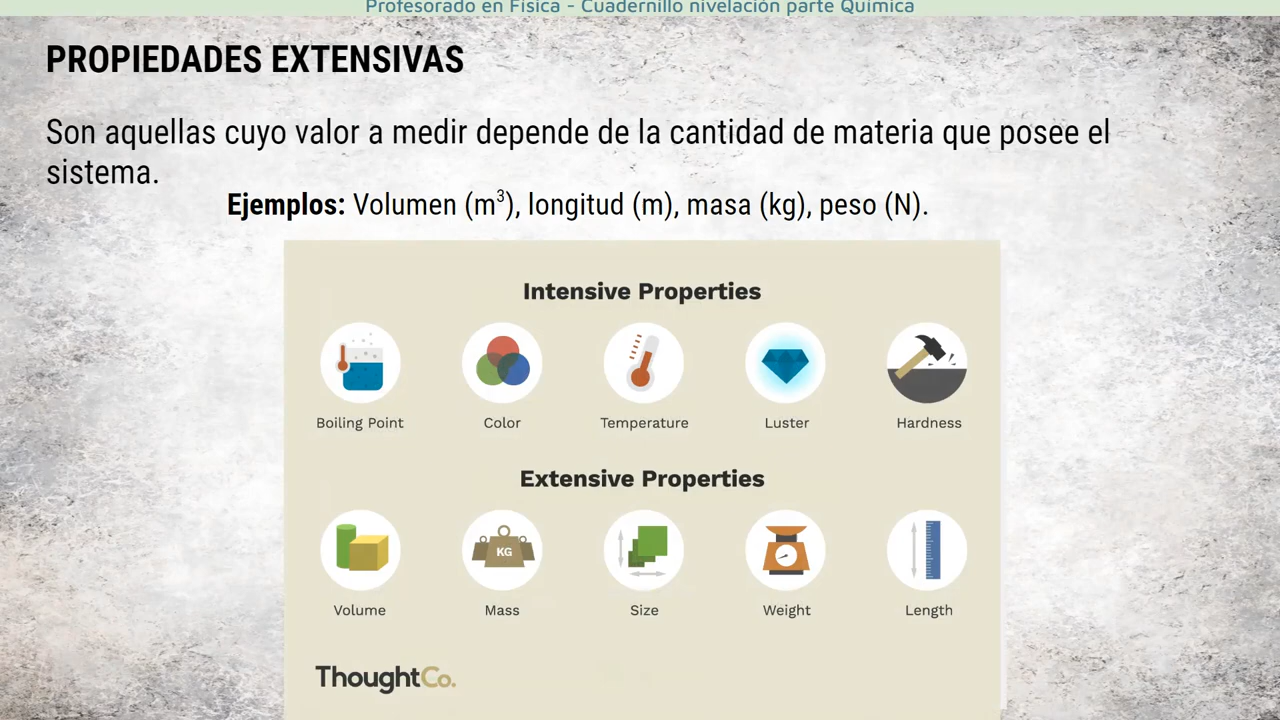 Profesorado en Física - Cuadernillo nivelación parte Química
PROPIEDADES EXTENSIVAS
Son aquellas cuyo valor a medir depende de la cantidad de materia que posee el
sistema.
Ejemplos: Volumen (m³), longitud (m), masa (kg), peso (N).
Intensive Properties
Boiling Point Color Temperature Luster Hardness
Extensive Properties
KG
Volume Mass Size Weight Length
ThoughtCo.